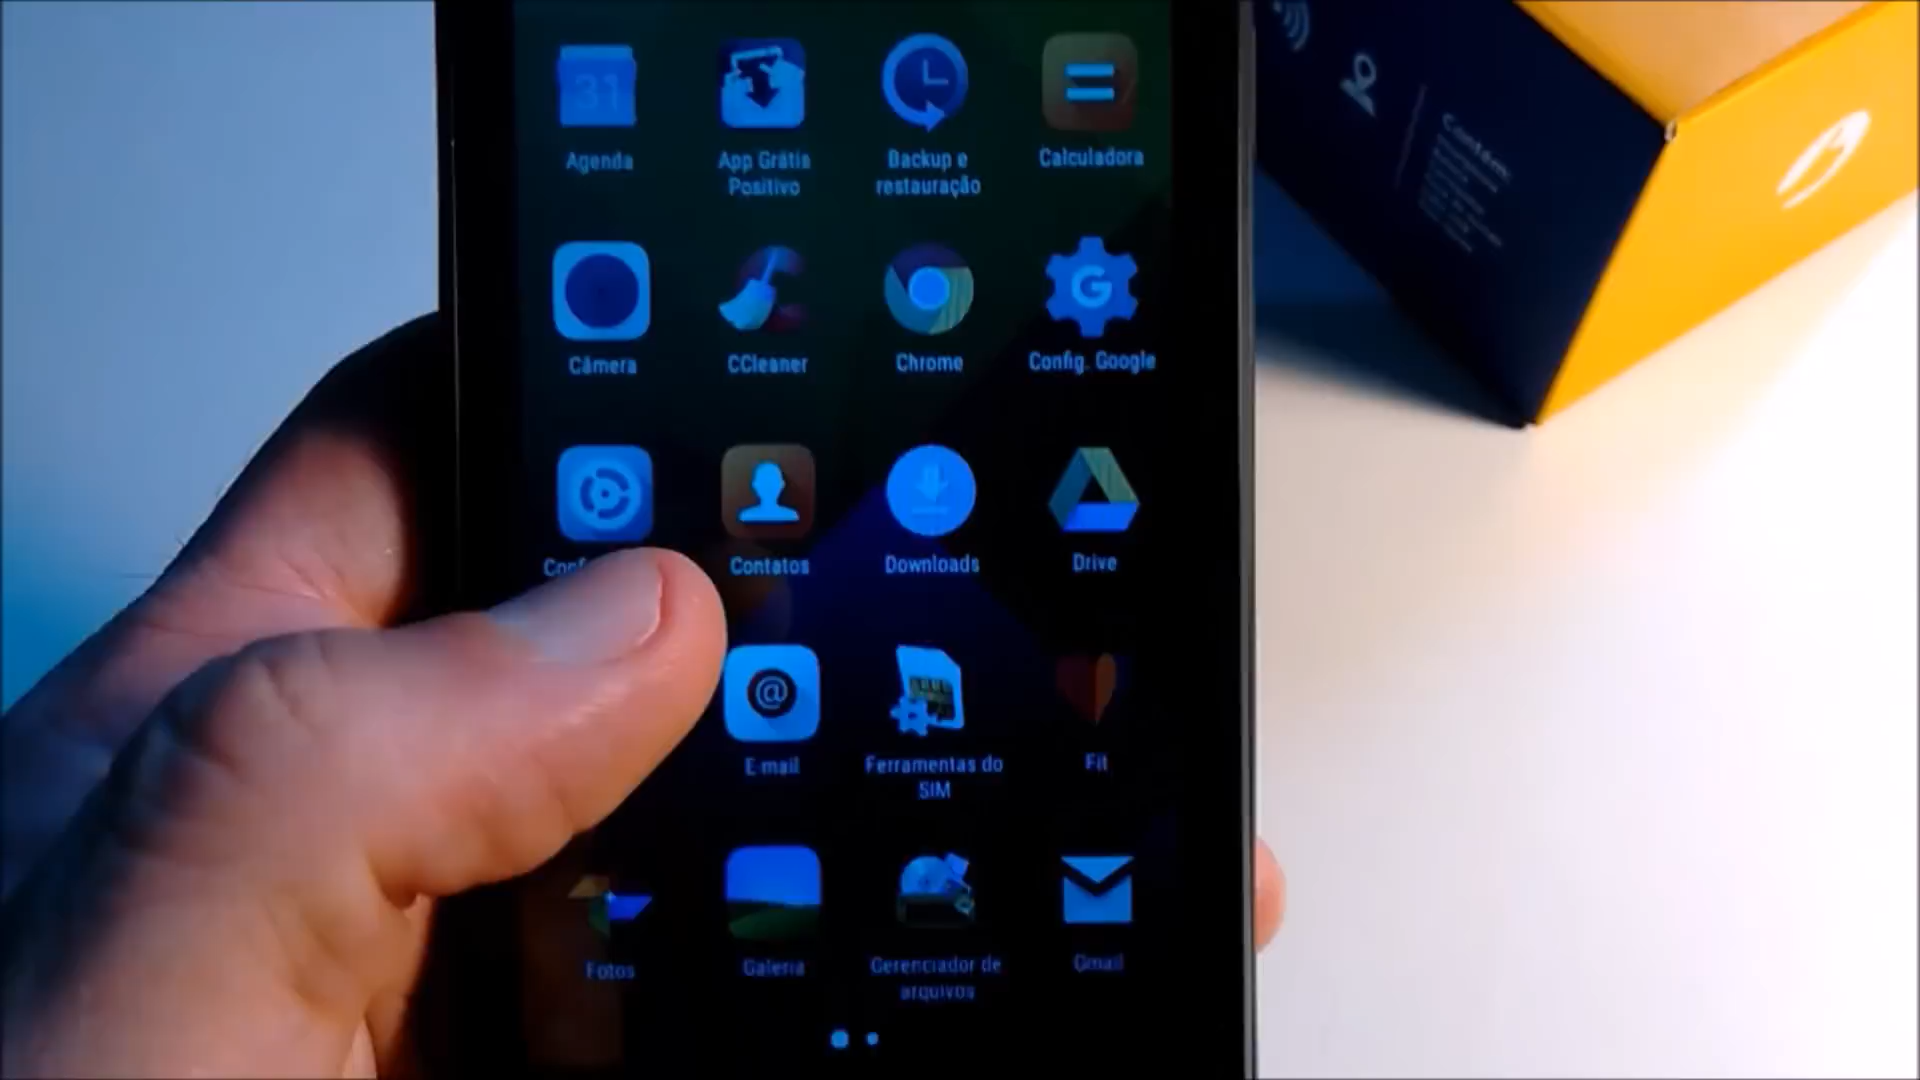 31
Agenda
App Grátis
Positivo
Backup e
restauração
Calculadora
Câmera
CCleaner
Chrome
G
Config. Google
Contatos
Downloads
Drive
@
E-mail
Ferramentas do
SIM
Fit
Fotos
Galeria
Gerenciador de
arquivos
Gmail
Contém: